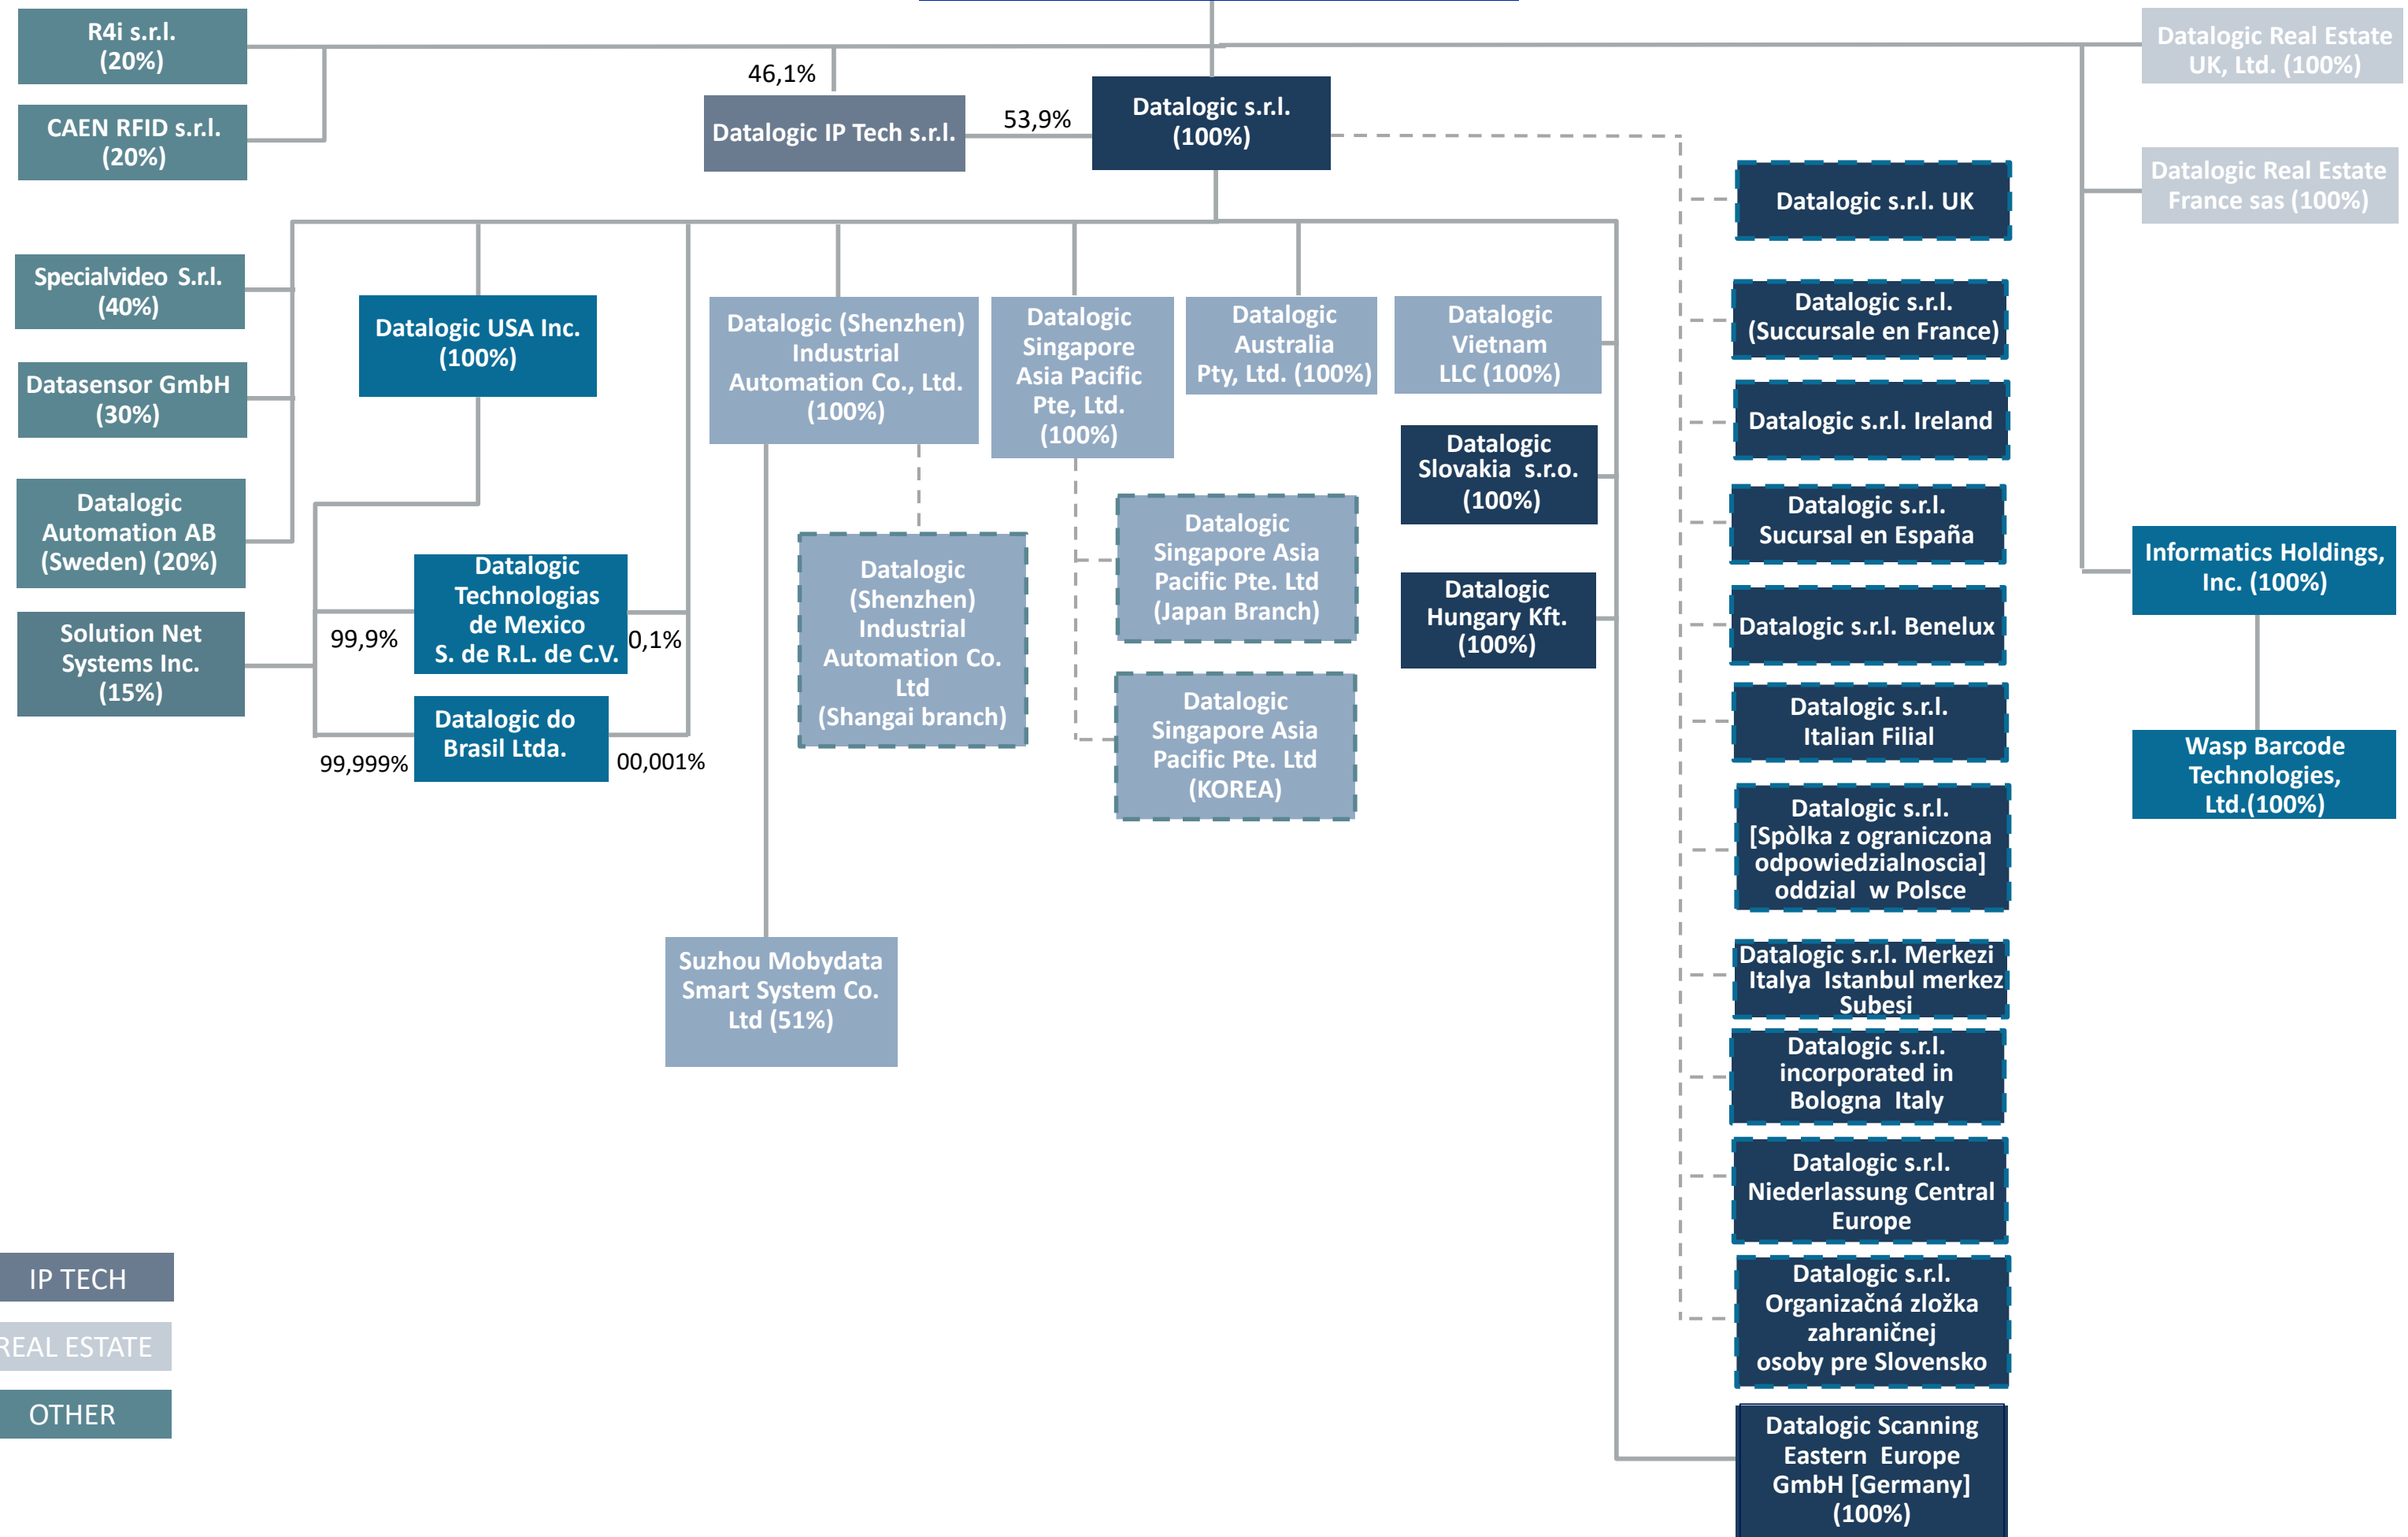 R4i s.r.l.
(20%)
CAEN RFID s.r.l.
(20%)
46,1%
Datalogic IP Tech s.r.l.
53,9%
Datalogic s.r.l.
(100%)
Datalogic Real Estate
UK, Ltd. (100%)
Datalogic Real Estate
France sas (100%)
Specialvideo S.r.l.
(40%)
Datasensor GmbH
(30%)
Datalogic
Automation AB
(Sweden) (20%)
Solution Net
Systems Inc.
(15%)
Datalogic USA Inc.
(100%)
99,9%
Datalogic
Technologias
de Mexico
S. de R.L. de C.V.
0,1%
99,999%
Datalogic do
Brasil Ltda.
00,001%
Datalogic (Shenzhen)
Industrial
Automation Co., Ltd.
(100%)
Datalogic
(Shenzhen)
Industrial
Automation Co.
Ltd
(Shangai branch)
Suzhou Mobydata
Smart System Co.
Ltd (51%)
Datalogic
Singapore
Asia Pacific
Pte, Ltd.
(100%)
Datalogic
Singapore Asia
Pacific Pte. Ltd
(Japan Branch)
Datalogic
Singapore Asia
Pacific Pte. Ltd
(KOREA)
Datalogic
Australia
Pty, Ltd. (100%)
Datalogic
Vietnam
LLC (100%)
Datalogic
Slovakia s.r.o.
(100%)
Datalogic
Hungary Kft.
(100%)
Datalogic s.r.l. UK
Datalogic s.r.l.
(Succursale en France)
Datalogic s.r.l. Ireland
Datalogic s.r.l.
Sucursal en España
Datalogic s.r.l. Benelux
Datalogic s.r.l.
Italian Filial
Datalogic s.r.l.
[Spòlka z ograniczona
odpowiedzialnoscia]
oddzial w Polsce
Datalogic s.r.l. Merkezi
Italya Istanbul merkez
Subesi
Datalogic s.r.l.
incorporated in
Bologna Italy
Datalogic s.r.l.
Niederlassung Central
Europe
Datalogic s.r.l.
Organizačná zložka
zahraničnej
osoby pre Slovensko
Datalogic Scanning
Eastern Europe
GmbH [Germany]
(100%)
Informatics Holdings,
Inc. (100%)
Wasp Barcode
Technologies,
Ltd.(100%)
IP TECH
REAL ESTATE
OTHER